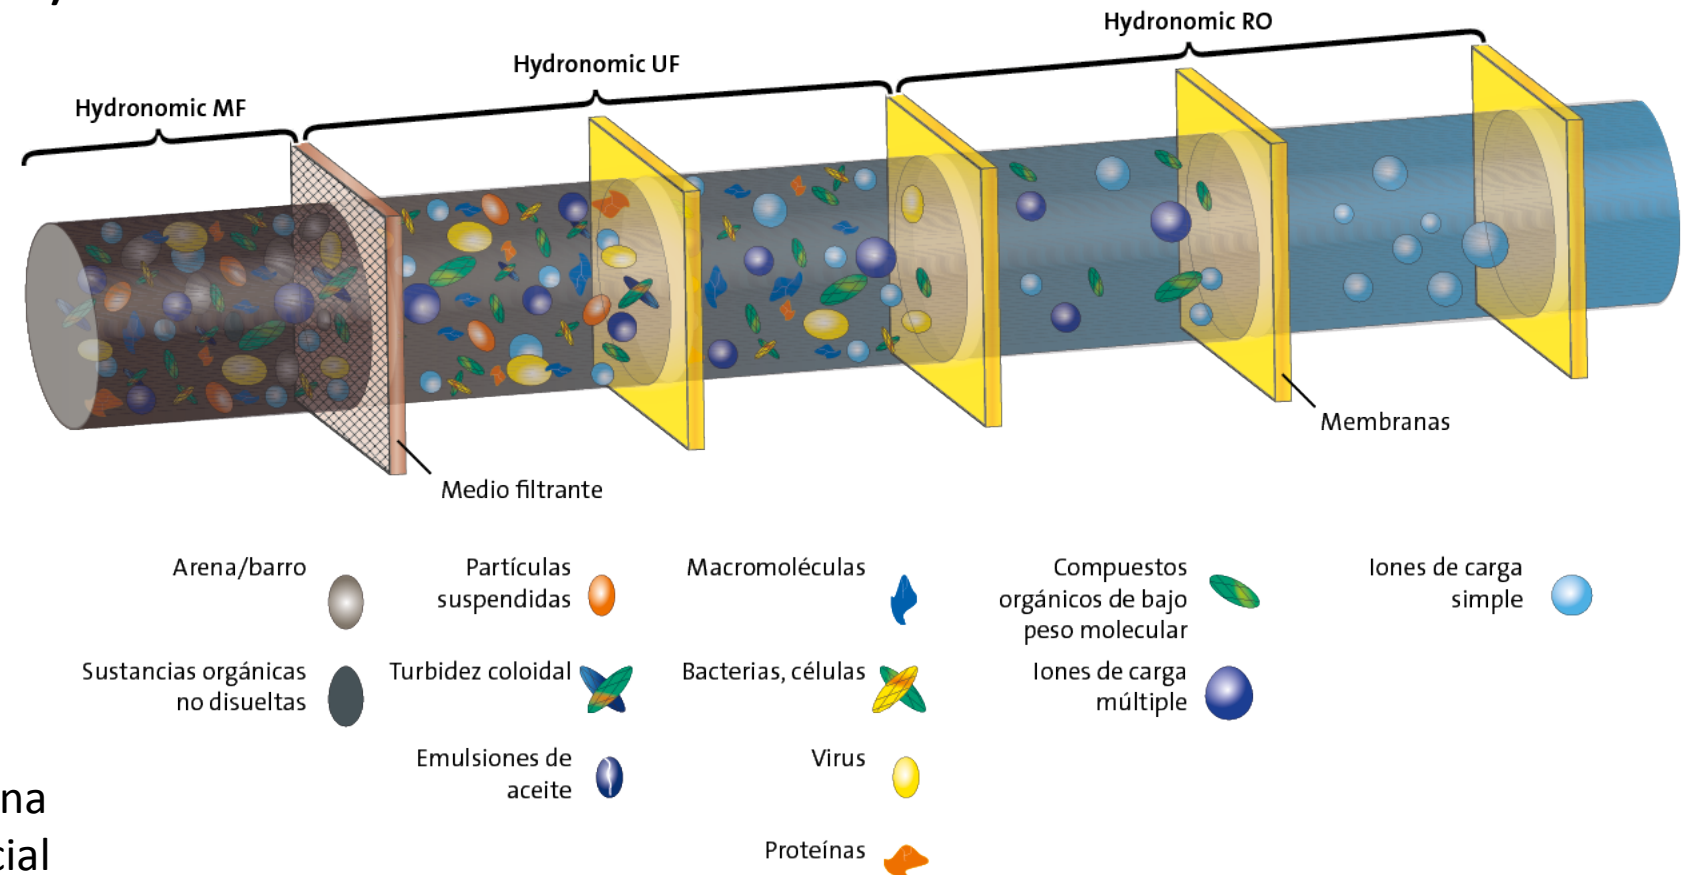 Hydronomic RO
Hydronomic UF
Hydronomic MF
Membranas
Medio filtrante
Arena/barro
Sustancias orgánicas
no disueltas
Partículas
suspendidas
Turbidez coloidal
Emulsiones de
aceite
Macromoléculas
Bacterias, células
Virus
Proteínas
Compuestos
orgánicos de bajo
peso molecular
Iones de carga
múltiple
Iones de carga
simple
na
cial